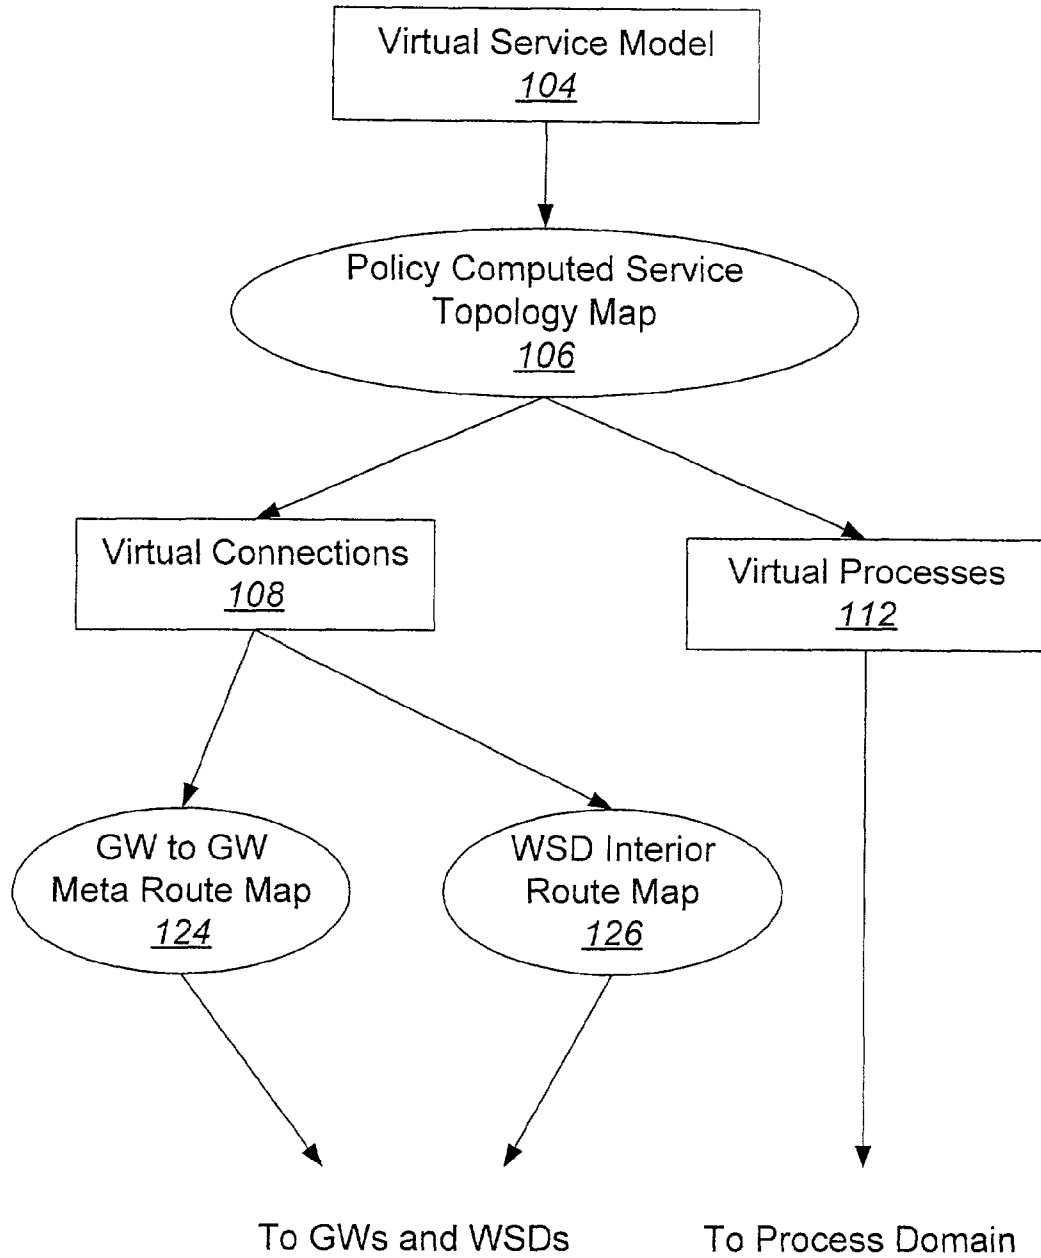 Virtual Service Model
104
Policy Computed Service
Topology Map
106
Virtual Connections
108
Virtual Processes
112
GW to GW
Meta Route Map
124
WSD Interior
Route Map
126
To GWs and WSDs
To Process Domain